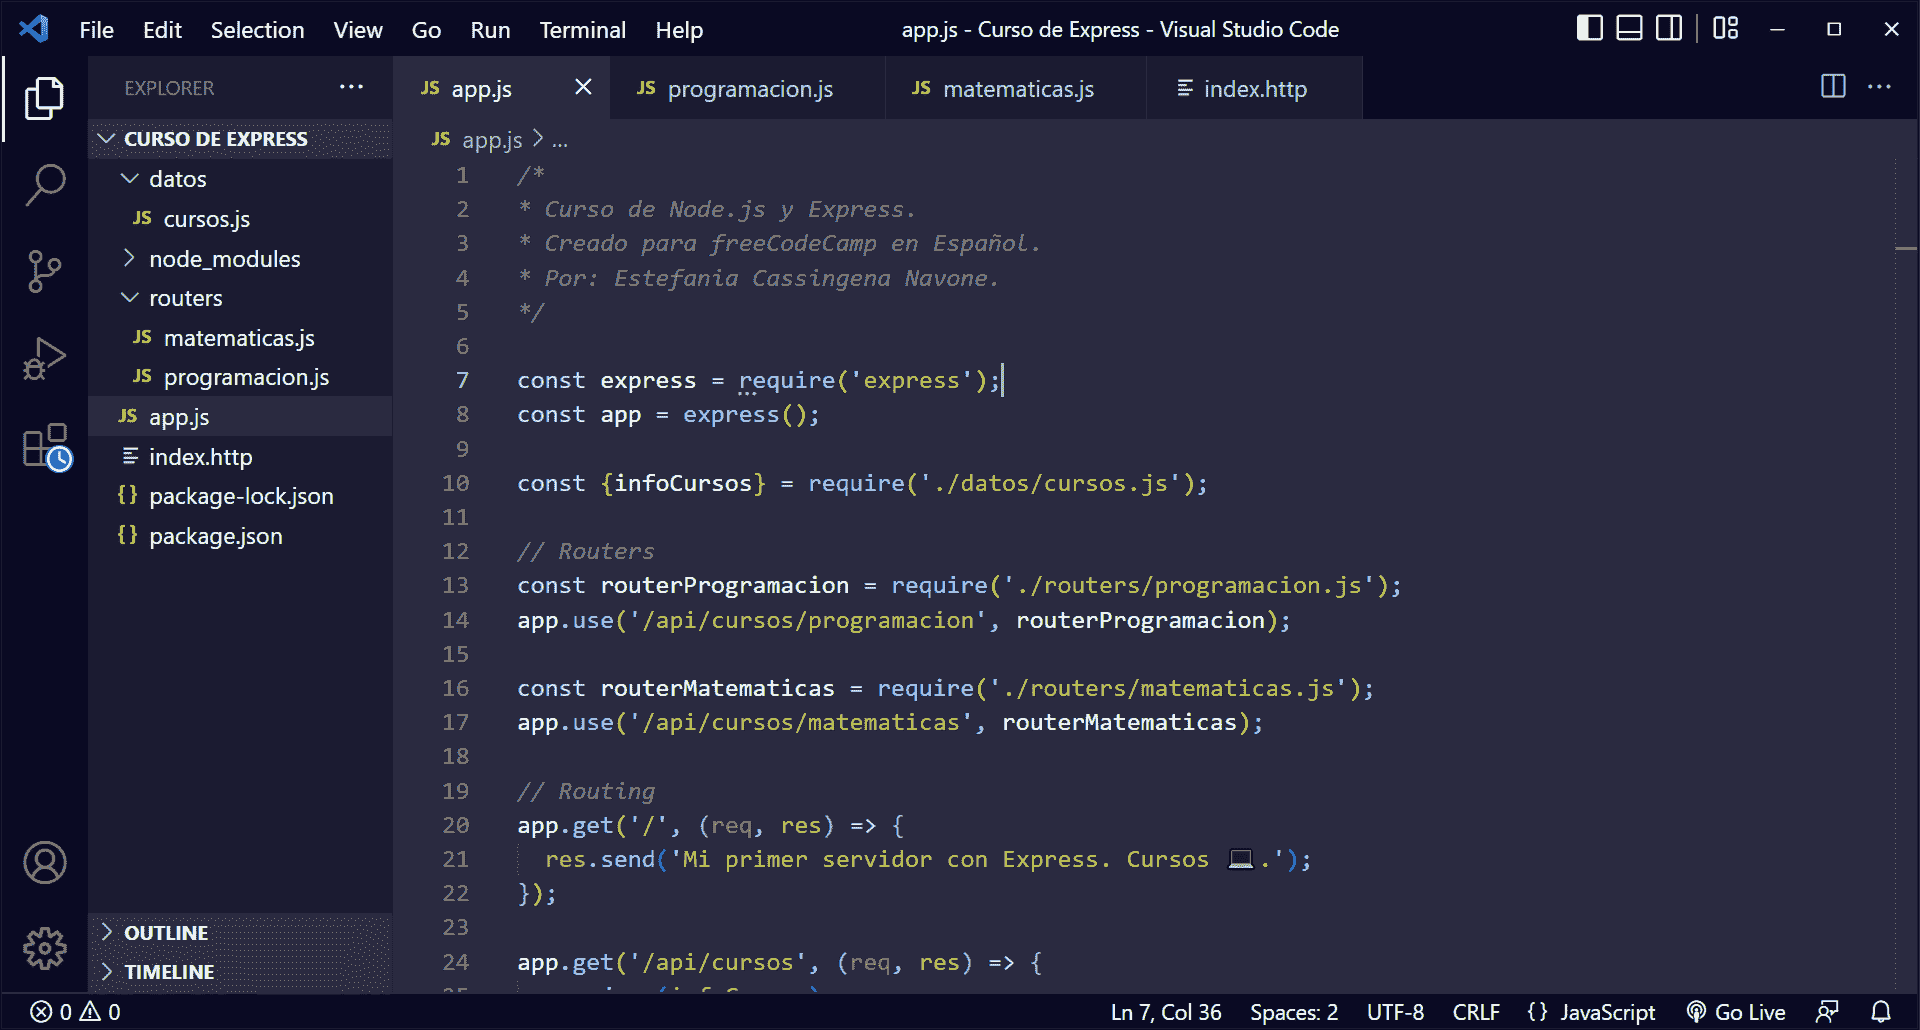 File Edit Selection View Go Run Terminal Help
app.js - Curso de Express - Visual Studio Code
EXPLORER
CURSO DE EXPRESS
datos
JS cursos.js
node_modules
routers
JS matematicas.js
JS programacion.js
JS app.js
index.http
{} package-lock.json
{} package.json
OUTLINE
TIMELINE
JS app.js
JS programacion.js
JS matematicas.js
index.http
JS app.js > ...
1 /*
2 * Curso de Node.js y Express.
3 * Creado para freeCodeCamp en Español.
4 * Por: Estefania Cassingena Navone.
5 */
6
7 const express = require('express');
8 const app = express();
9
10 const {infoCursos} = require('./datos/cursos.js');
11
12 // Routers
13 const routerProgramacion = require('./routers/programacion.js');
14 app.use('/api/cursos/programacion', routerProgramacion);
15
16 const routerMatematicas = require('./routers/matematicas.js');
17 app.use('/api/cursos/matematicas', routerMatematicas);
18
19 // Routing
20 app.get('/', (req, res) => {
21 res.send('Mi primer servidor con Express. Cursos 💻.');
22 });
23
24 app.get('/api/cursos', (req, res) => {
0 0
Ln 7, Col 36 Spaces: 2 UTF-8 CRLF {} JavaScript Go Live